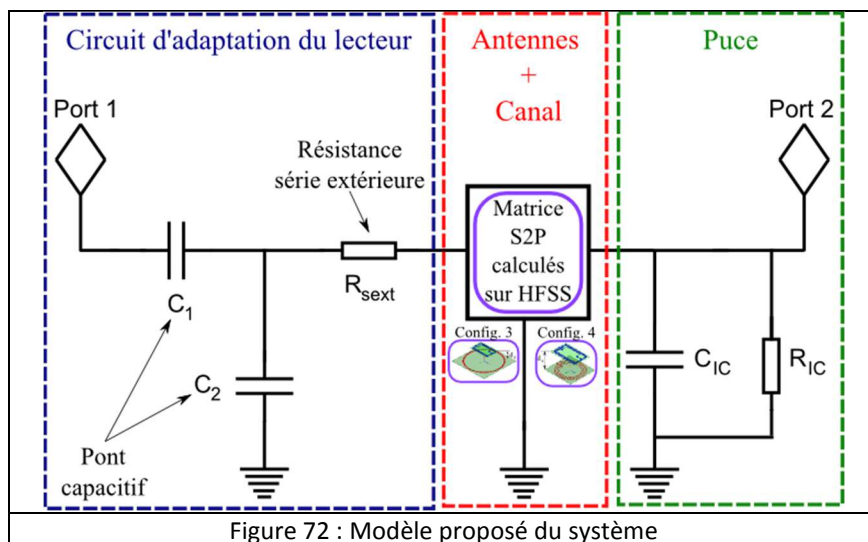 Circuit d'adaptation du lecteur
Antennes
+
Canal
Puce
Port 1
Port 2
Résistance
série extérieure
Matrice
S2P
calculés
sur HFSS
Rsext
C1
Config. 3
Config. 4
C2
CIC
RIC
Pont
capacitif
Figure 72 : Modèle proposé du système